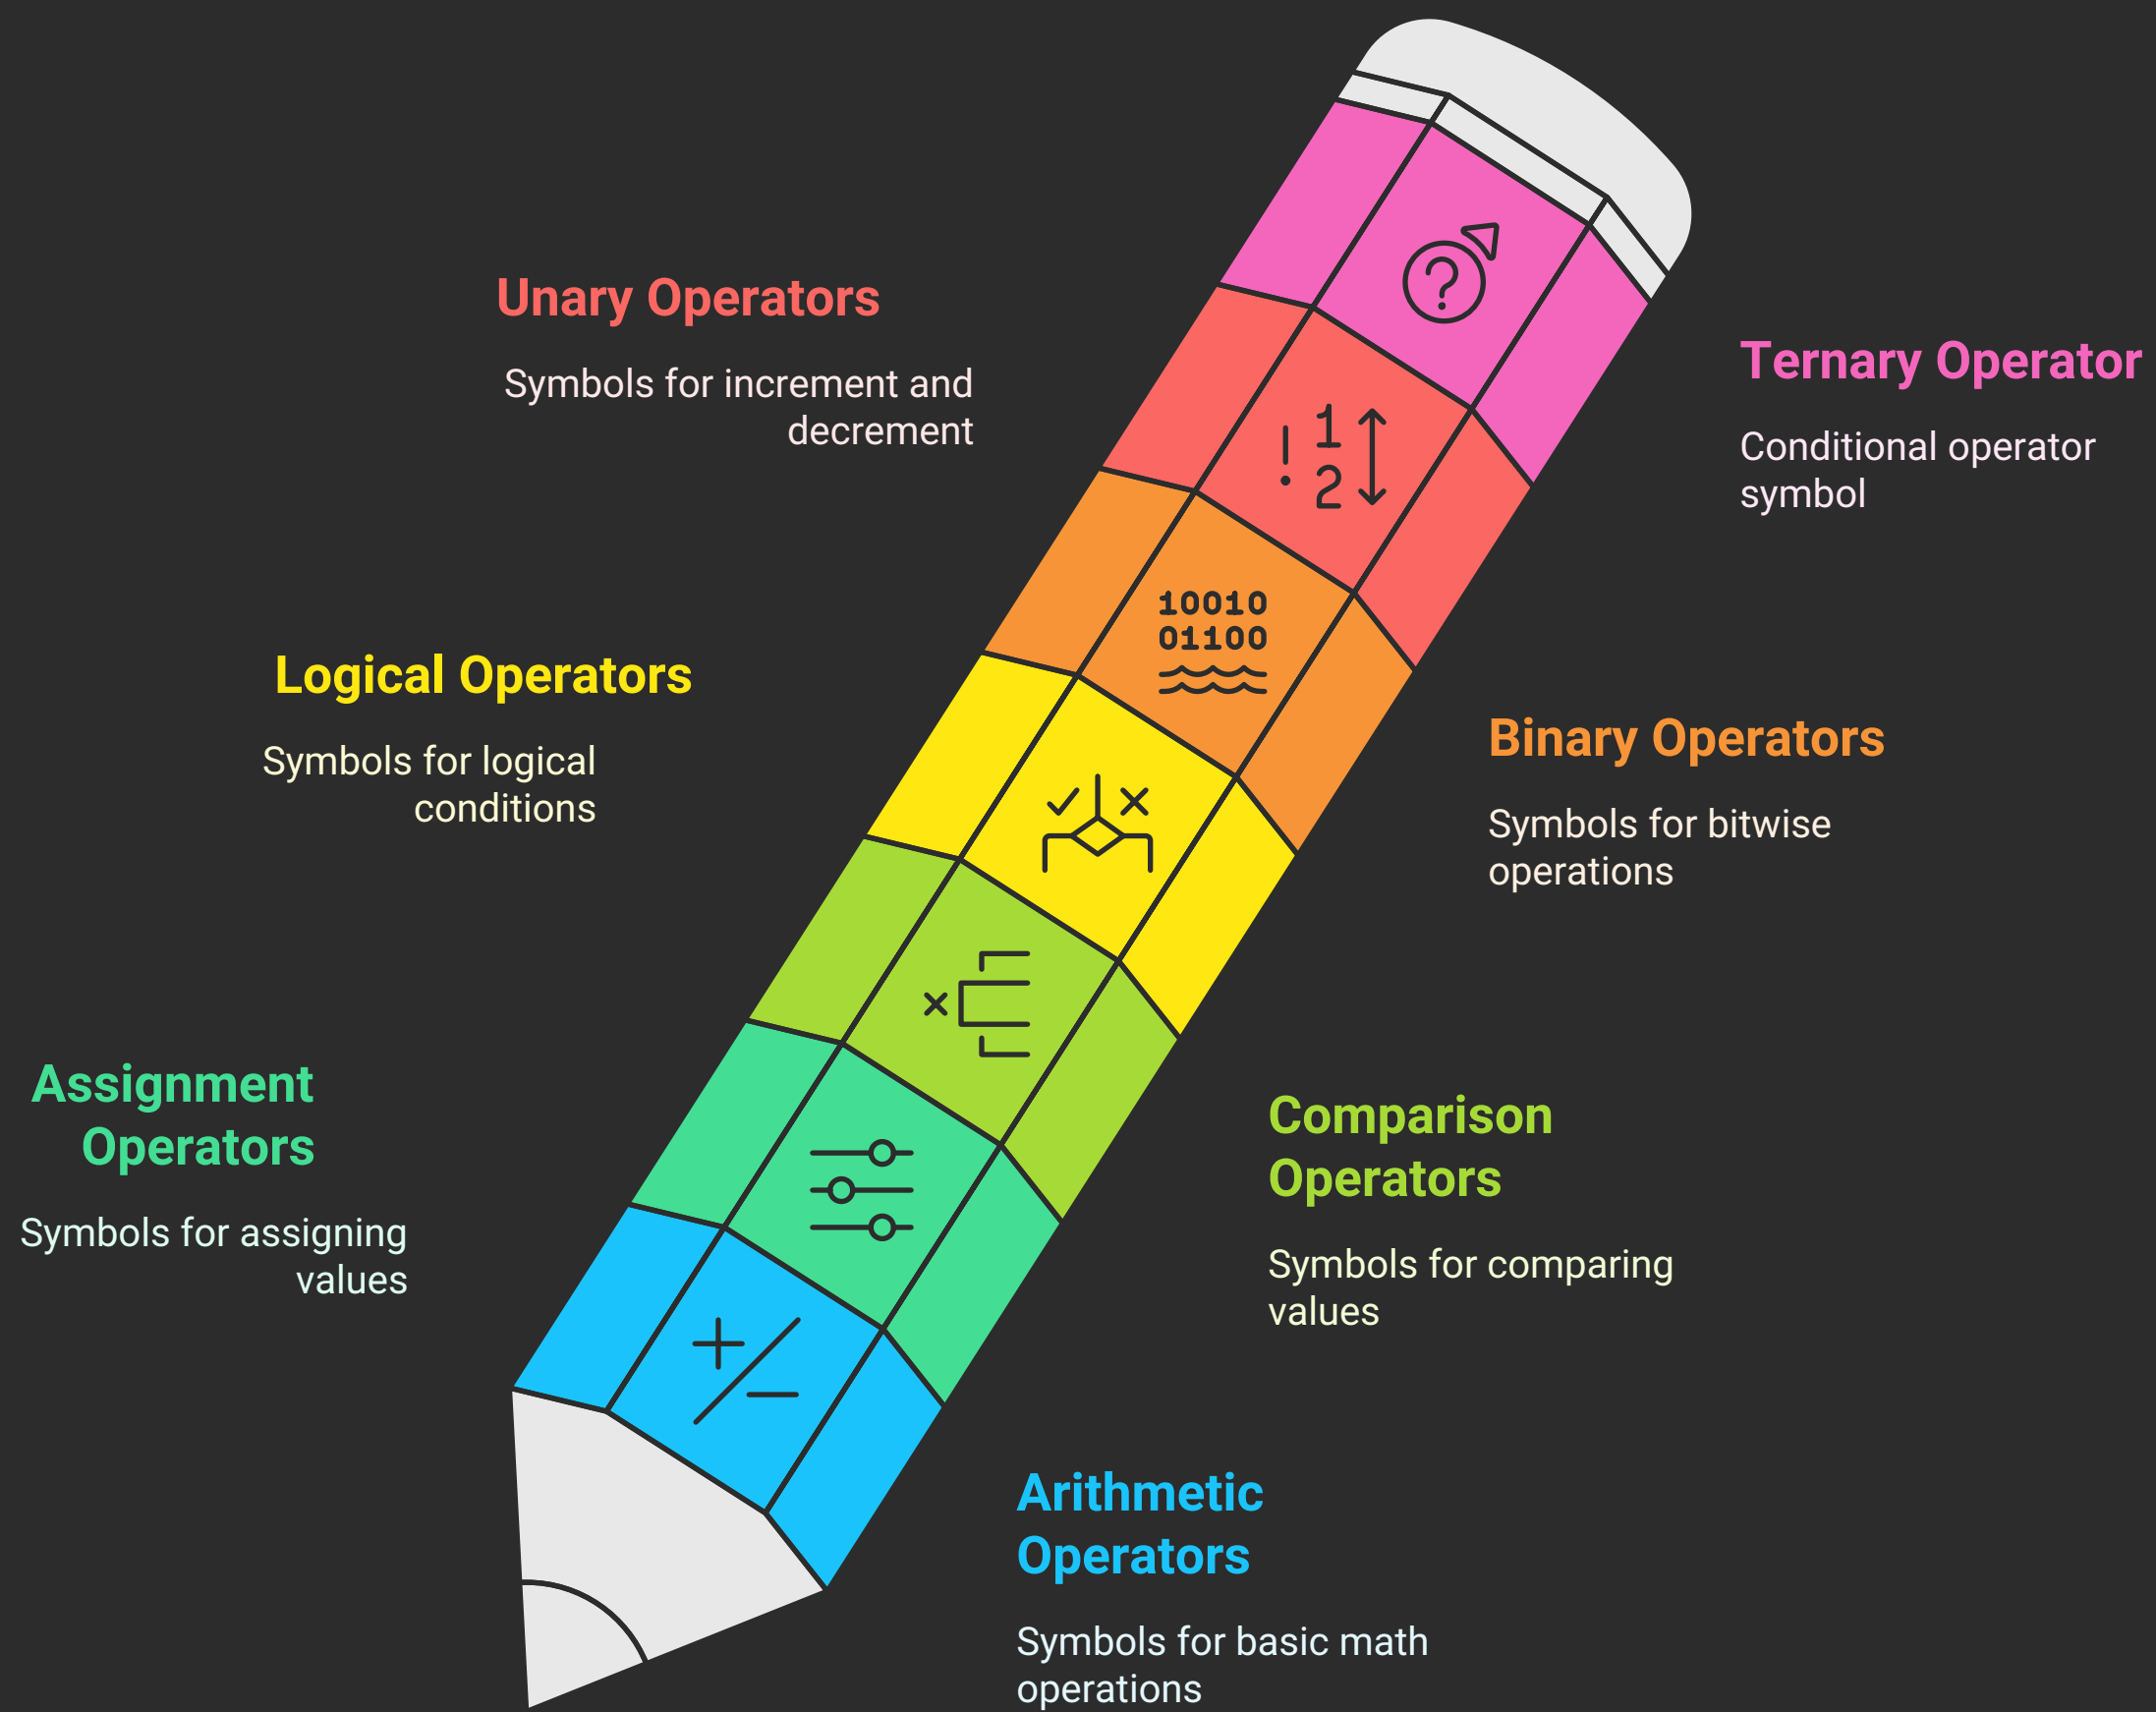 Unary Operators
Symbols for increment and
decrement
Ternary Operator
Conditional operator
symbol
?
!
1
2
10010
01100
Logical Operators
Symbols for logical
conditions
Binary Operators
Symbols for bitwise
operations
Assignment
Operators
Symbols for assigning
values
Comparison
Operators
Symbols for comparing
values
Arithmetic
Operators
Symbols for basic math
operations